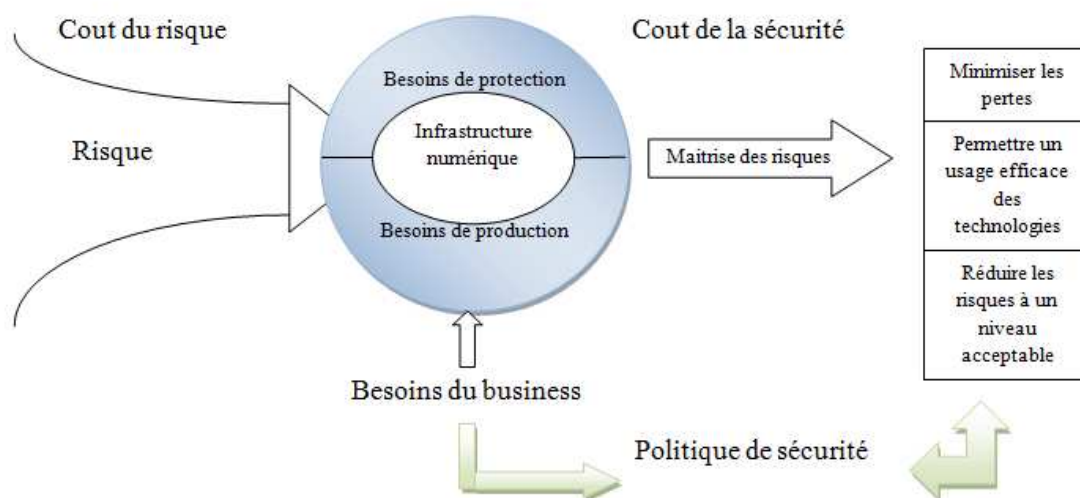 Cout du risque
Cout de la sécurité
Risque
Besoins de protection
Infrastructure
numérique
Besoins de production
Maitrise des risques
Minimiser les
pertes
Permettre un
usage efficace
des
technologies
Réduire les
risques à un
niveau
acceptable
Besoins du business
Politique de sécurité